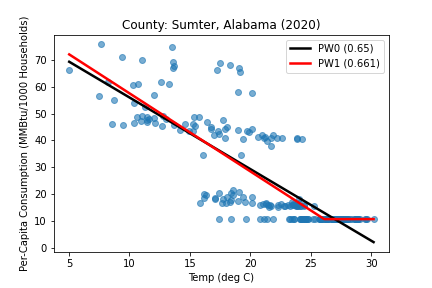 County: Sumter, Alabama (2020)
PW0 (0.65)
PW1 (0.661)
Per-Capita Consumption (MMBtu/1000 Households)
70
60
50
40
30
20
10
0
5
10
15
20
25
30
Temp (deg C)